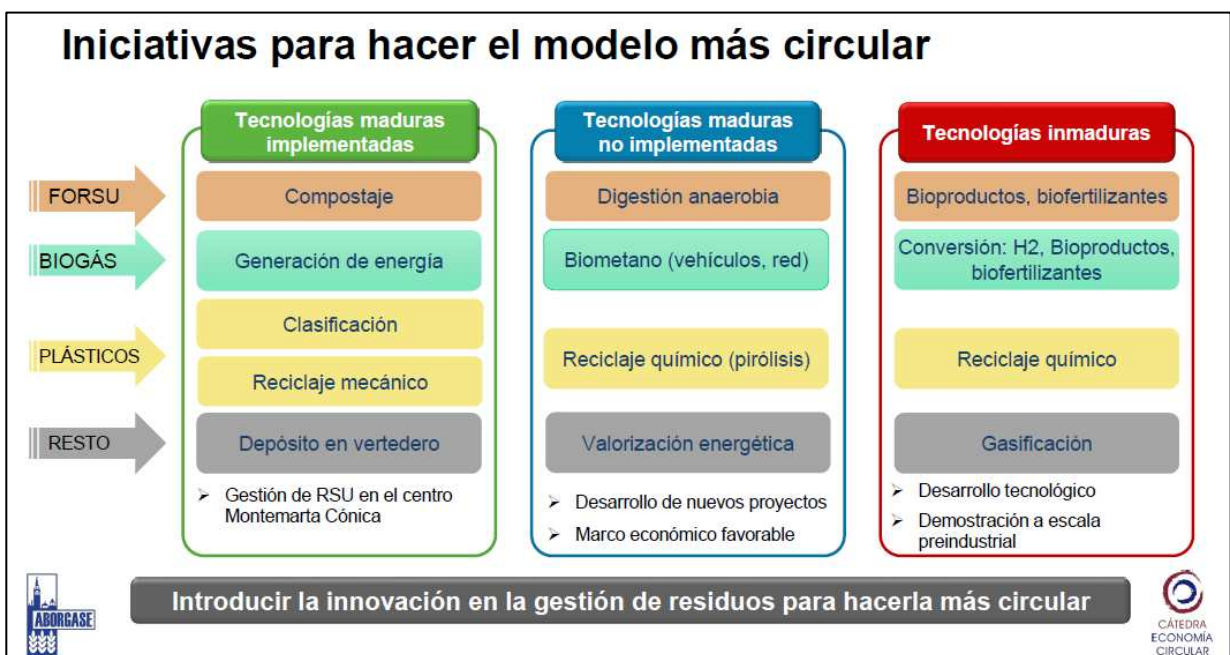 Iniciativas para hacer el modelo más circular
Tecnologías maduras
implementadas
Tecnologías maduras
no implementadas
Tecnologías inmaduras
FORSU
Compostaje
Digestión anaerobia
Bioproductos, biofertilizantes
BIOGÁS
Generación de energía
Biometano (vehículos, red)
Conversión: H2, Bioproductos,
biofertilizantes
PLÁSTICOS
Clasificación
Reciclaje mecánico
Reciclaje químico (pirólisis)
Reciclaje químico
RESTO
Depósito en vertedero
Valorización energética
Gasificación
➢ Gestión de RSU en el centro
Montemarta Cónica
➢ Desarrollo de nuevos proyectos
➢ Marco económico favorable
➢ Desarrollo tecnológico
➢ Demostración a escala
preindustrial
ABORGASE
Introducir la innovación en la gestión de residuos para hacerla más circular
CÁTEDRA
ECONOMÍA
CIRCULAR